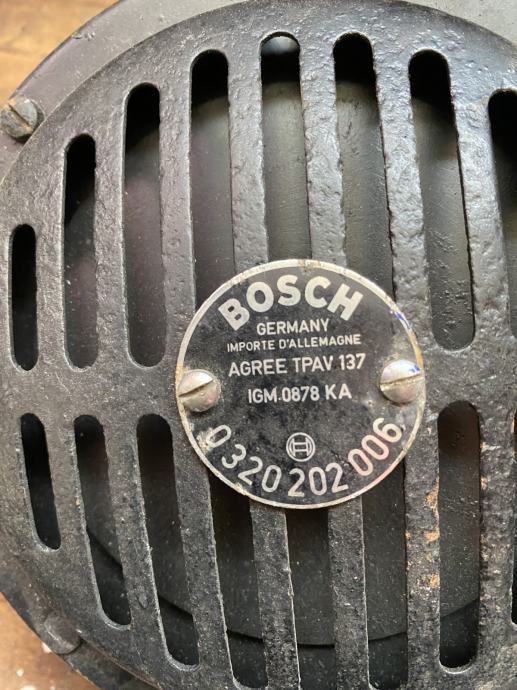 BOSCH
GERMANY
IMPORTE D'ALLEMAGNE
AGREE TPAV 137
IGM.0878 KA
0 320 202 006